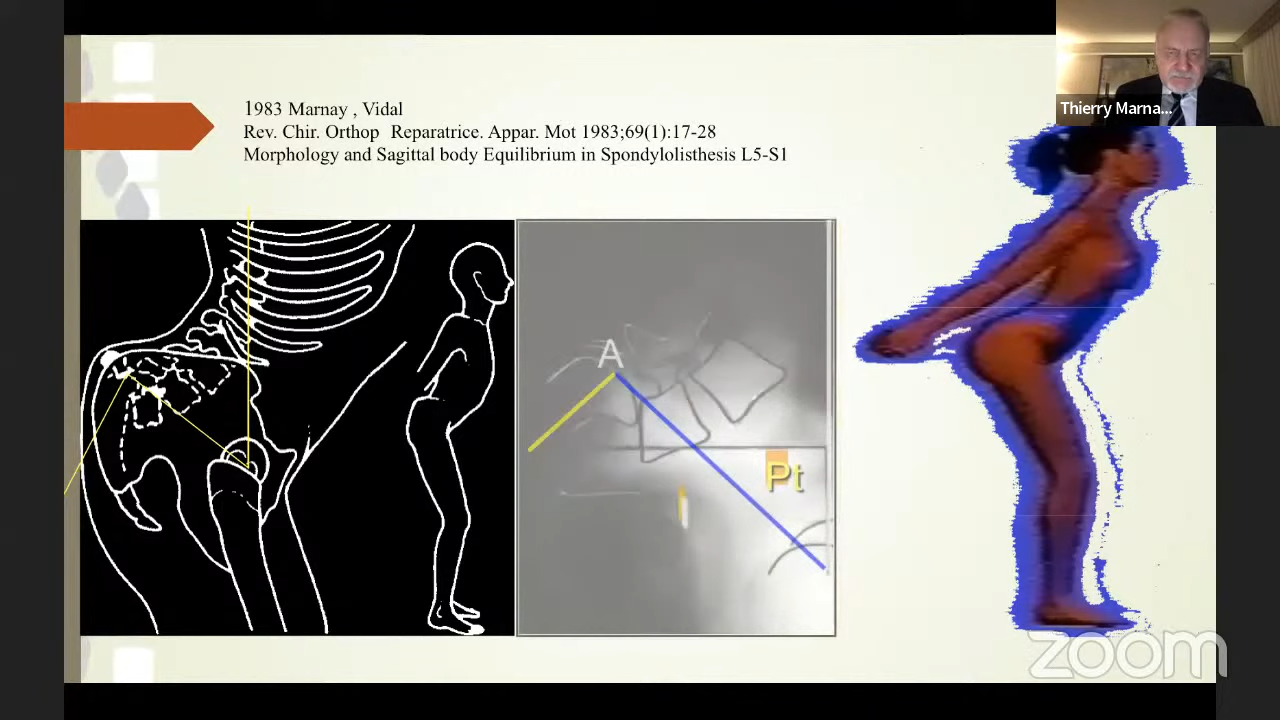 1983 Marnay , Vidal
Rev. Chir. Orthop Reparatrice. Appar. Mot 1983;69(1):17-28
Morphology and Sagittal body Equilibrium in Spondylolisthesis L5-S1
Thierry Marna...
A
Pt
zoom